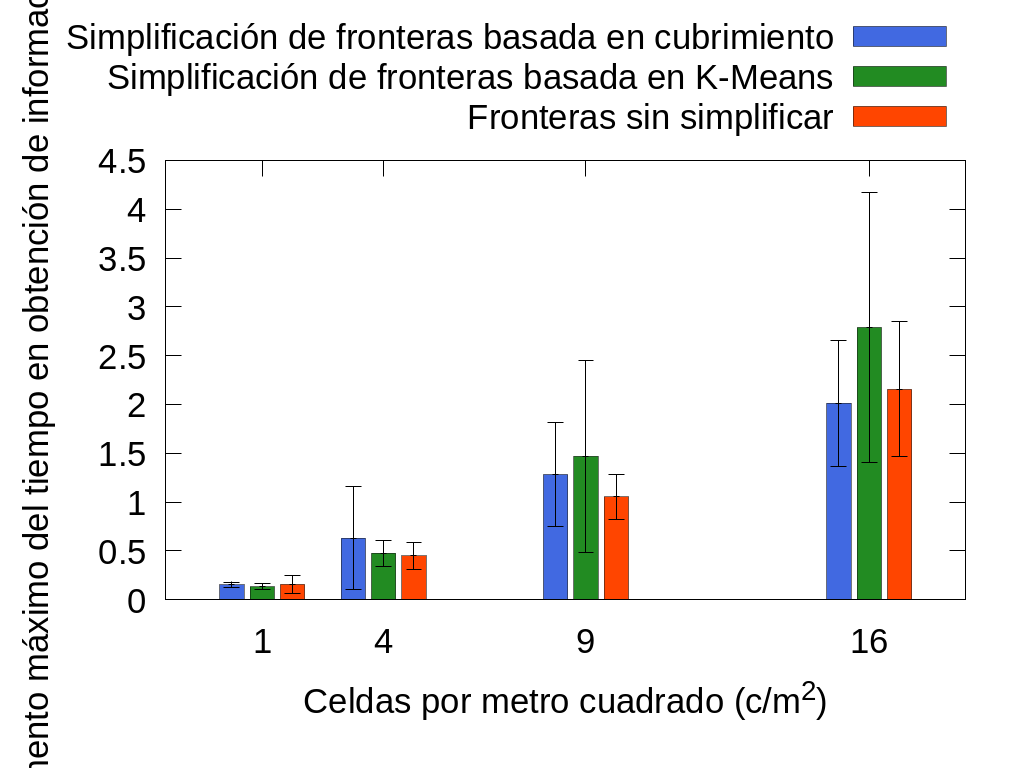 Simplificación de fronteras basada en cubrimiento
Simplificación de fronteras basada en K-Means
Fronteras sin simplificar
máximo del tiempo en obtención de
4.5
4
3.5
3
2.5
2
1.5
1
0.5
0
1 4 9 16
Celdas por metro cuadrado (c/m²)